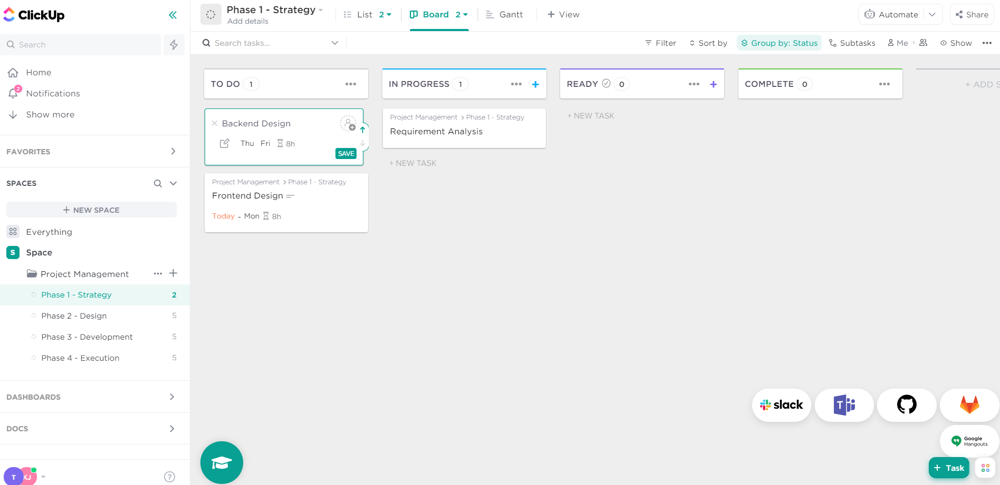 ClickUp
Search
Home
2
Notifications
Show more
FAVORITES
SPACES
+ NEW SPACE
Everything
S Space
Project Management
Phase 1 - Strategy 2
Phase 2 - Design 5
Phase 3 - Development 5
Phase 4 - Execution 5
DASHBOARDS
DOCS
T KJ
?
Phase 1 - Strategy
Add details
List 2
Board 2
Gantt
+ View
Automate
Share
Search tasks...
Filter
Sort by
Group by: Status
Subtasks
Me
Show
TO DO 1
Backend Design
Thu Fri 8h
SAVE
Project Management > Phase 1 - Strategy
Frontend Design
Today - Mon 8h
IN PROGRESS 1
Project Management > Phase 1 - Strategy
Requirement Analysis
+ NEW TASK
READY 0
+ NEW TASK
COMPLETE 0
+ ADD S
slack
T
Google
Hangouts
+ Task